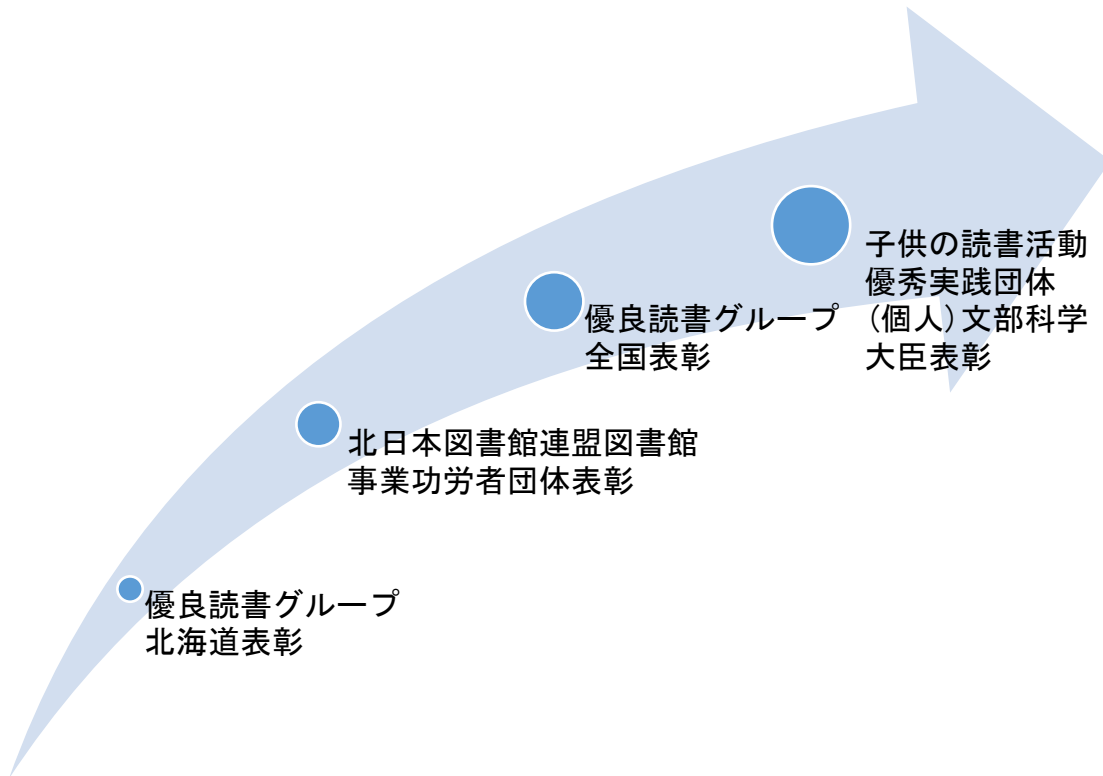 子供の読書活動
優秀実践団体
（個人）文部科学
大臣表彰
優良読書グループ
全国表彰
北日本図書館連盟図書館
事業功労者団体表彰
優良読書グループ
北海道表彰